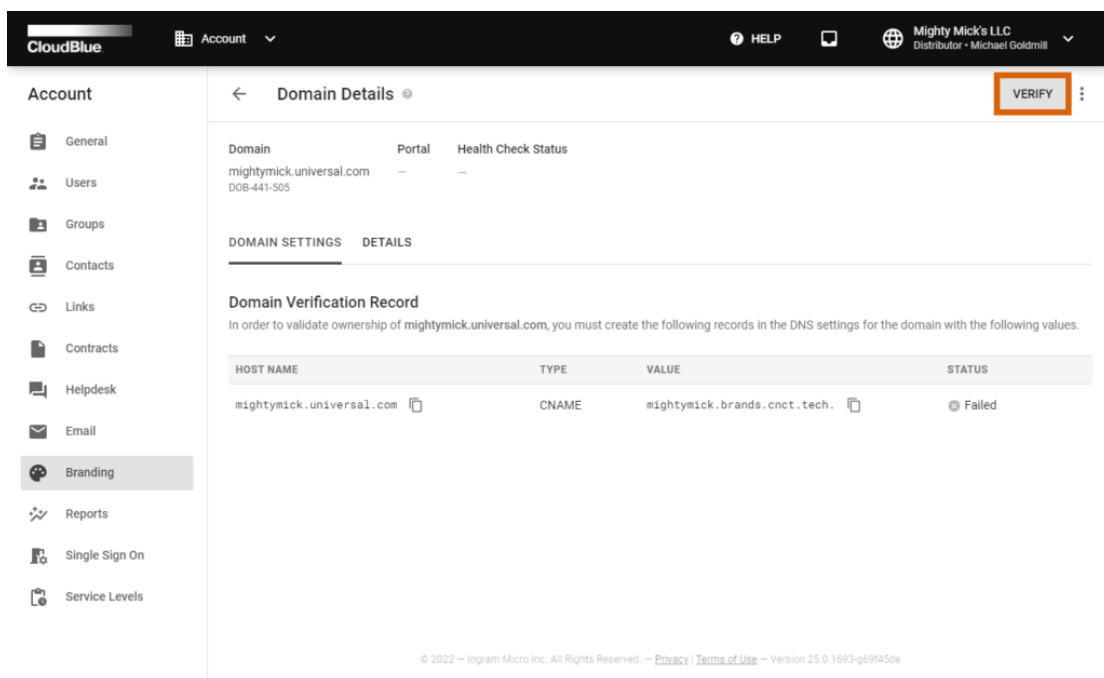 CloudBlue
Account
HELP
Mighty Mick's LLC
Distributor • Michael Goldmill
Account
General
Users
Groups
Contacts
Links
Contracts
Helpdesk
Email
Branding
Reports
Single Sign On
Service Levels
Domain Details
VERIFY
Domain Portal Health Check Status
mightymick.universal.com — —
DOB-441-505
DOMAIN SETTINGS DETAILS
Domain Verification Record
In order to validate ownership of mightymick.universal.com, you must create the following records in the DNS settings for the domain with the following values.
HOST NAME TYPE VALUE STATUS
mightymick.universal.com CNAME mightymick.brands.cnct.tech. Failed
© 2022 — Ingram Micro Inc. All Rights Reserved. — Privacy | Terms of Use — Version 25.0.1693-g69f45de